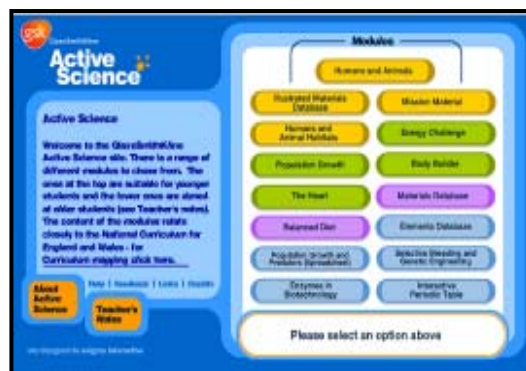 gsk
GlaxoSmithKline
Active
Science
Active Science
Welcome to the GlaxoSmithKline
Active Science site. There is a range of
different modules to choose from. The
ones at the top are suitable for younger
students and the lower ones are aimed
at older students (see Teacher's notes).
The content of the modules relate
closely to the National Curriculum for
England and Wales - for
Curriculum mapping click here.
Help | Feedback | Links | Credits
About
Active
Science
Teacher's
Notes
Modules
Humans and Animals
Illustrated Materials
Database
Mission Material
Humans and
Animal Habitats
Energy Challenge
Population Growth
Body Builder
The Heart
Materials Database
Balanced Diet
Elements Database
Population Growth and
Predators (Spreadsheet)
Selective Breeding and
Genetic Engineering
Enzymes in
Biotechnology
Interactive
Periodic Table
Please select an option above